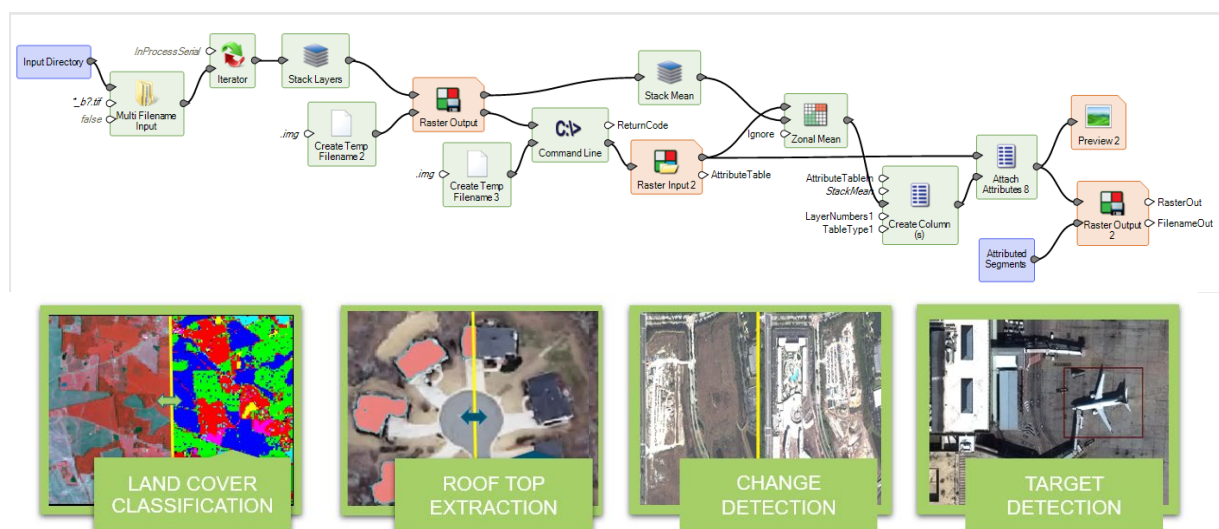 Input Directory
*_b?.tif
false
Multi Filename
Input
InProcessSerial
Iterator
Stack Layers
.img
Create Temp
Filename 2
Raster Output
.img
Create Temp
Filename 3
C:\>
Command Line
ReturnCode
Stack Mean
Raster Input 2
AttributeTable
Ignore
Zonal Mean
AttributeTableIn
StackMean
LayerNumbers1
TableType1
Create Column
(s)
Attach
Attributes 8
Preview 2
Attributed
Segments
Raster Output
2
RasterOut
FilenameOut
LAND COVER
CLASSIFICATION
ROOF TOP
EXTRACTION
CHANGE
DETECTION
TARGET
DETECTION